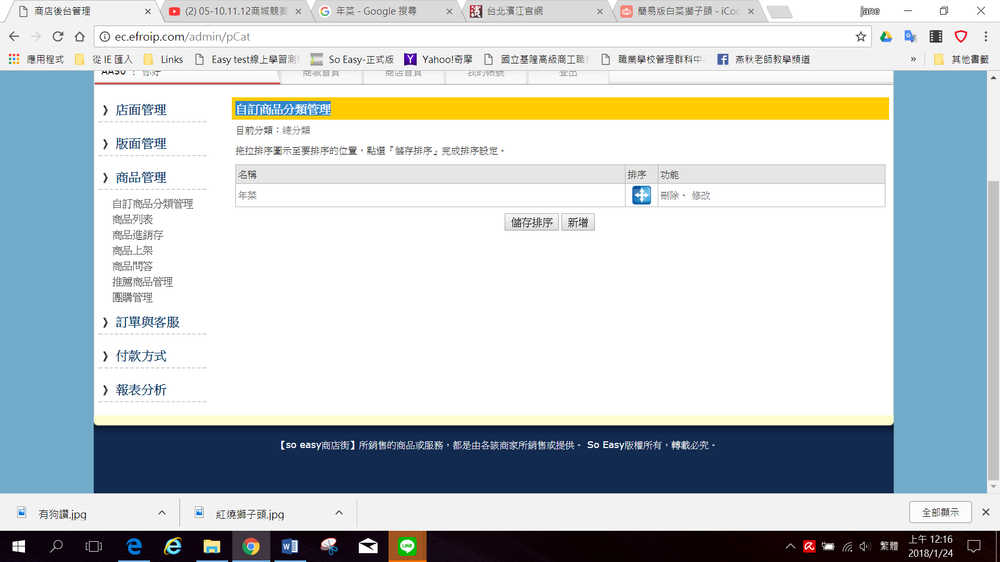 商店後台管理
(2) 05-10.11.12商城競賽
年菜 - Google 搜尋
台北濱江官網
簡易版白菜獅子頭 - iCoo
jane
ec.efroip.com/admin/pCat
應用程式
從 IE 匯入
Links
Easy test線上學習測
So Easy-正式版
Yahoo!奇摩
國立基隆高級商工職
職業學校管理群科中
燕秋老師教學頻道
»
其他書籤
AA50 ! 你好
商城首頁
商店首頁
我的帳號
登出
店面管理
版面管理
商品管理
自訂商品分類管理
商品列表
商品進銷存
商品上架
商品問答
推薦商品管理
團購管理
訂單與客服
付款方式
報表分析
自訂商品分類管理
目前分類：總分類
拖拉排序圖示至要排序的位置，點選『儲存排序』完成排序設定。
名稱 排序 功能
年菜 刪除、 修改
儲存排序 新增
【so easy商店街】所銷售的商品或服務，都是由各該商家所銷售或提供。 So Easy版權所有，轉載必究。
有狗讚.jpg
紅燒獅子頭.jpg
全部顯示
LINE
繁體
上午 12:16
2018/1/24